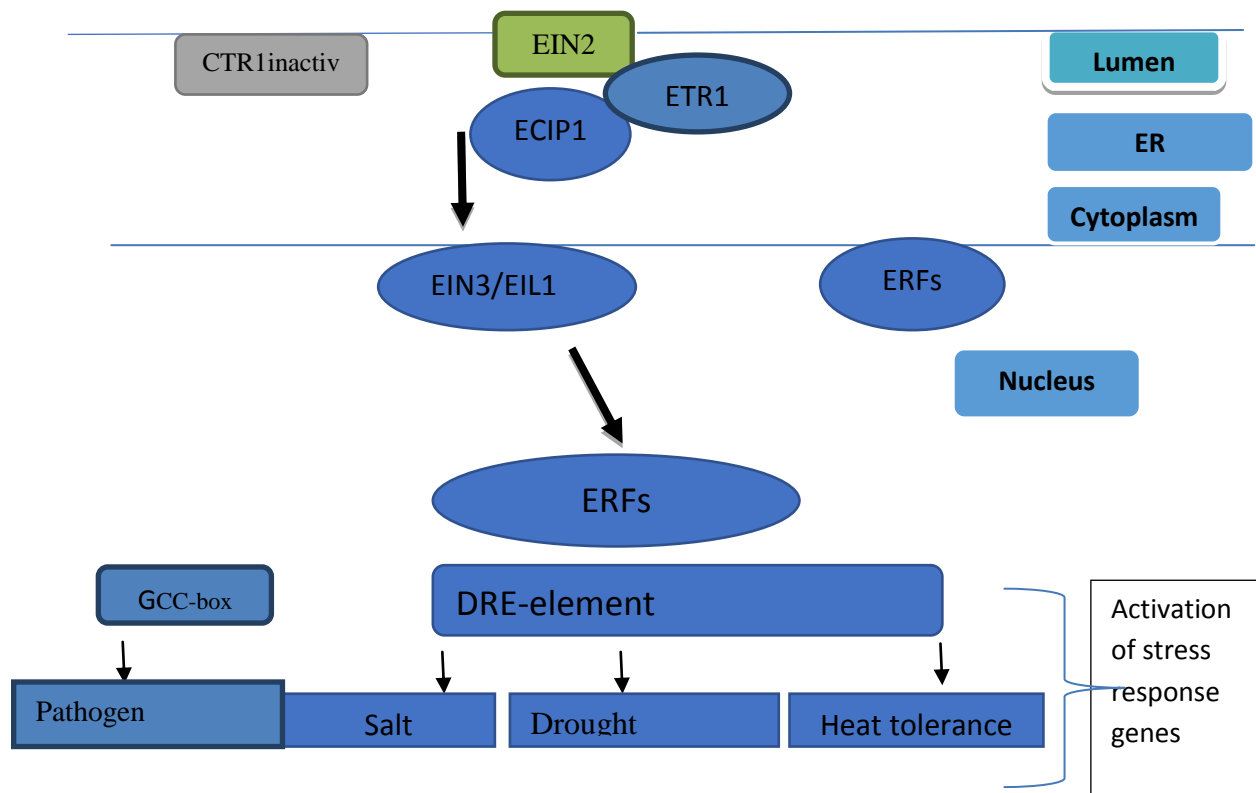 CTR1inactiv
EIN2
ETR1
ECIP1
Lumen
ER
Cytoplasm
EIN3/EIL1
ERFs
Nucleus
ERFs
GCC-box
DRE-element
Pathogen
Salt
Drought
Heat tolerance
Activation
of stress
response
genes